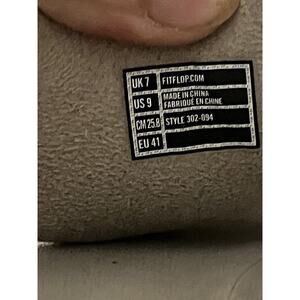 UK 7 FITFLOP.COM
US 9 MADE IN CHINA
FABRIQUÉ EN CHINE
CM 25.8 STYLE 302-094
EU 41